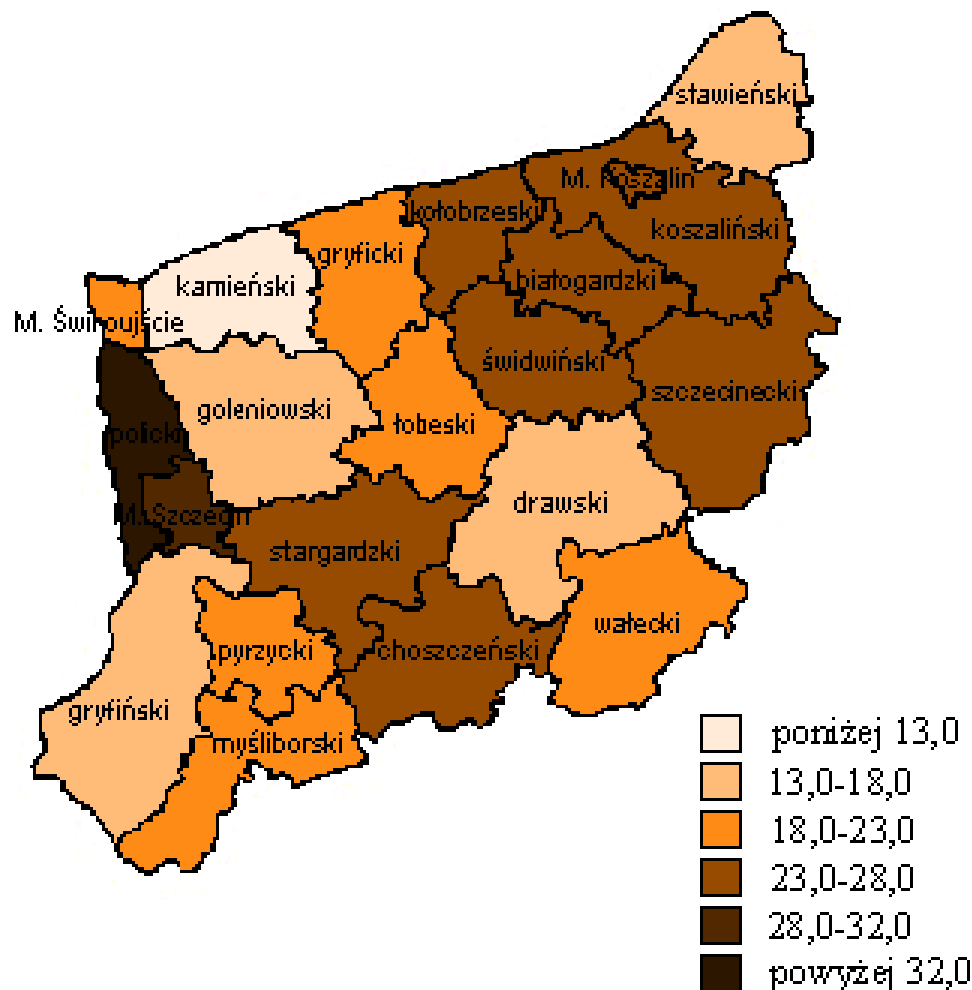 stawieński
M. Koszalin
kołobrzeski
koszaliński
gryficki
białogardzki
kamieński
M. Świnoujście
świdwiński
szczecinecki
goleniowski
łobeski
policki
drawski
M. Szczecin
stargardzki
wałecki
pyrzycki
choszczeński
gryfiński
myśliborski
poniżej 13,0
13,0-18,0
18,0-23,0
23,0-28,0
28,0-32,0
powyżej 32,0